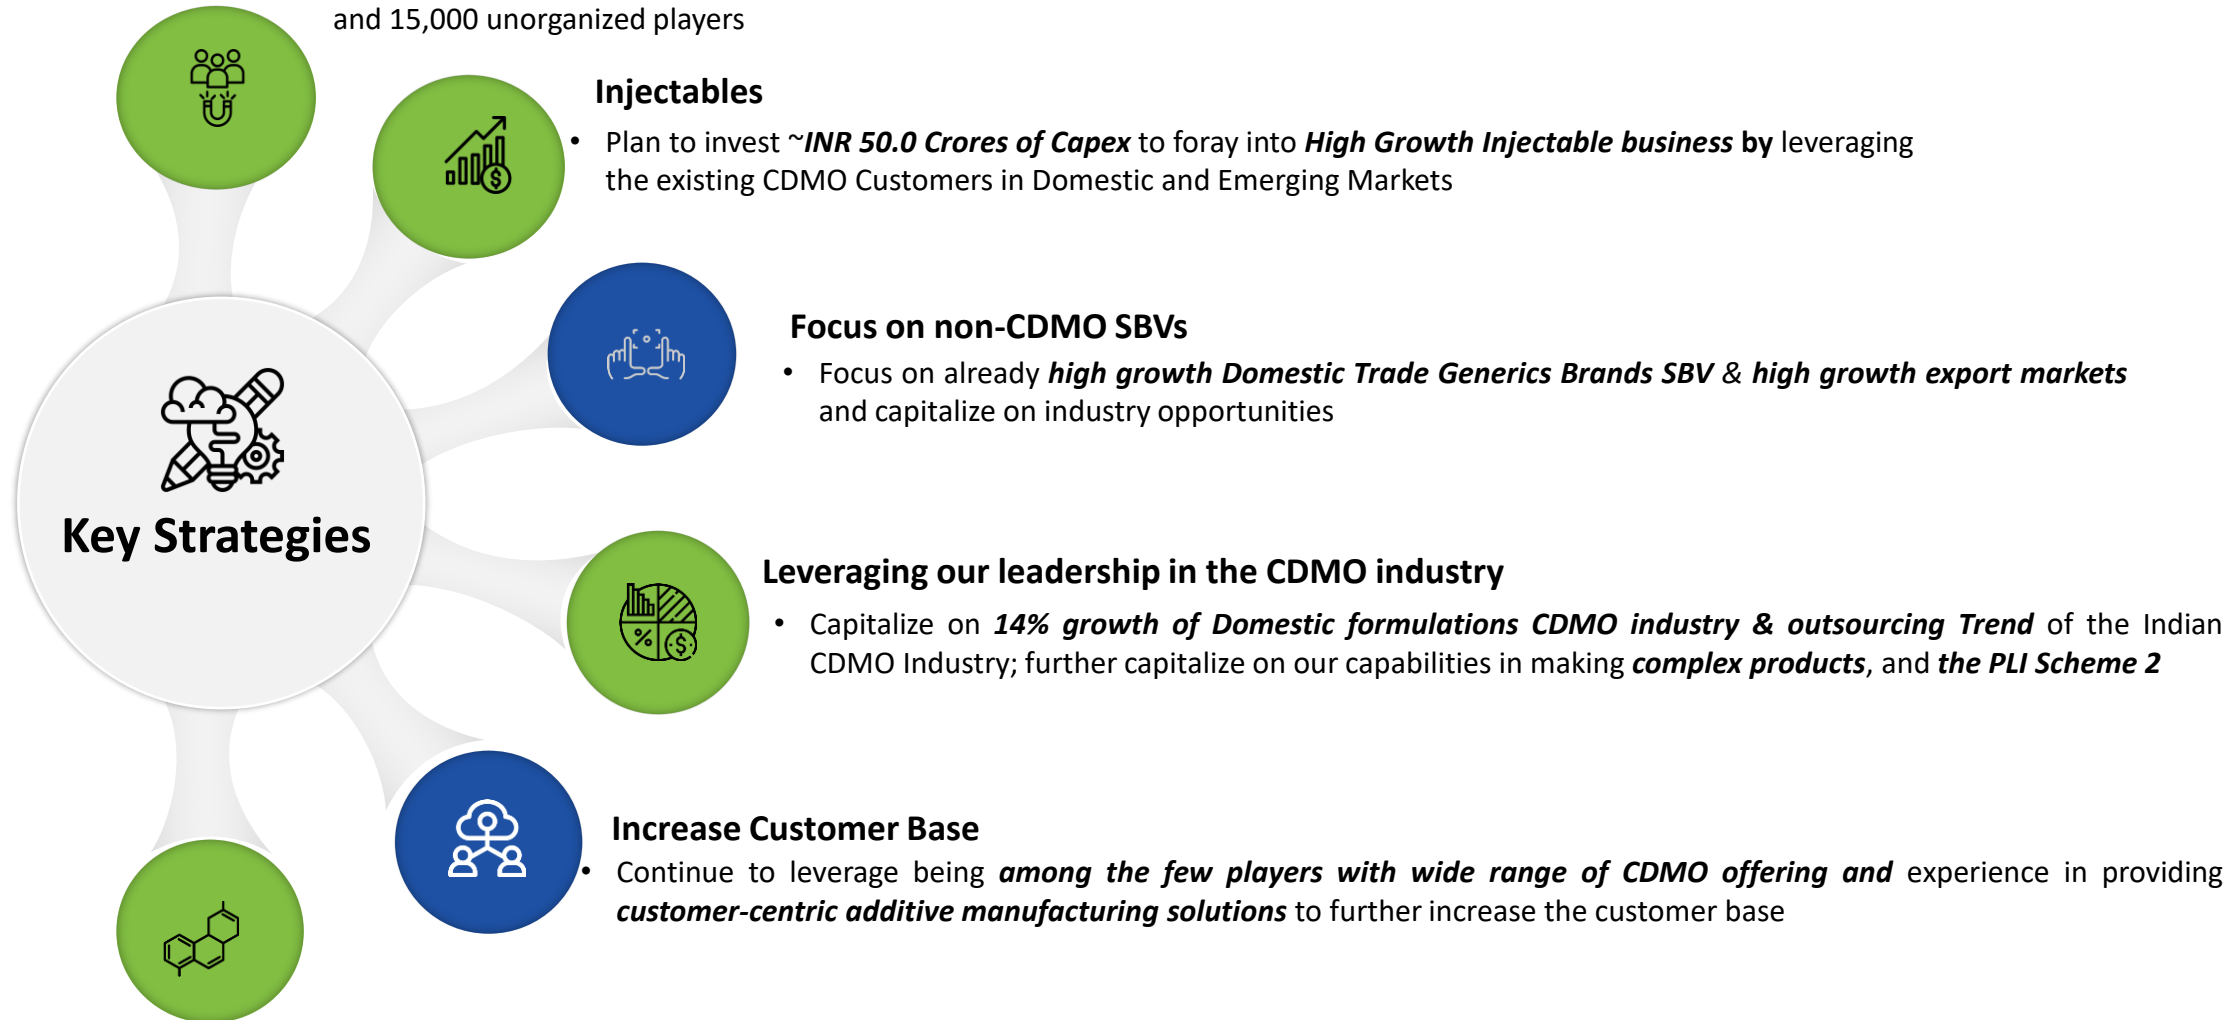 and 15,000 unorganized players
Injectables
• Plan to invest ~INR 50.0 Crores of Capex to foray into High Growth Injectable business by leveraging
the existing CDMO Customers in Domestic and Emerging Markets
Focus on non-CDMO SBVs
• Focus on already high growth Domestic Trade Generics Brands SBV & high growth export markets
and capitalize on industry opportunities
Key Strategies
Leveraging our leadership in the CDMO industry
• Capitalize on 14% growth of Domestic formulations CDMO industry & outsourcing Trend of the Indian
CDMO Industry; further capitalize on our capabilities in making complex products, and the PLI Scheme 2
Increase Customer Base
• Continue to leverage being among the few players with wide range of CDMO offering and experience in providing
customer-centric additive manufacturing solutions to further increase the customer base